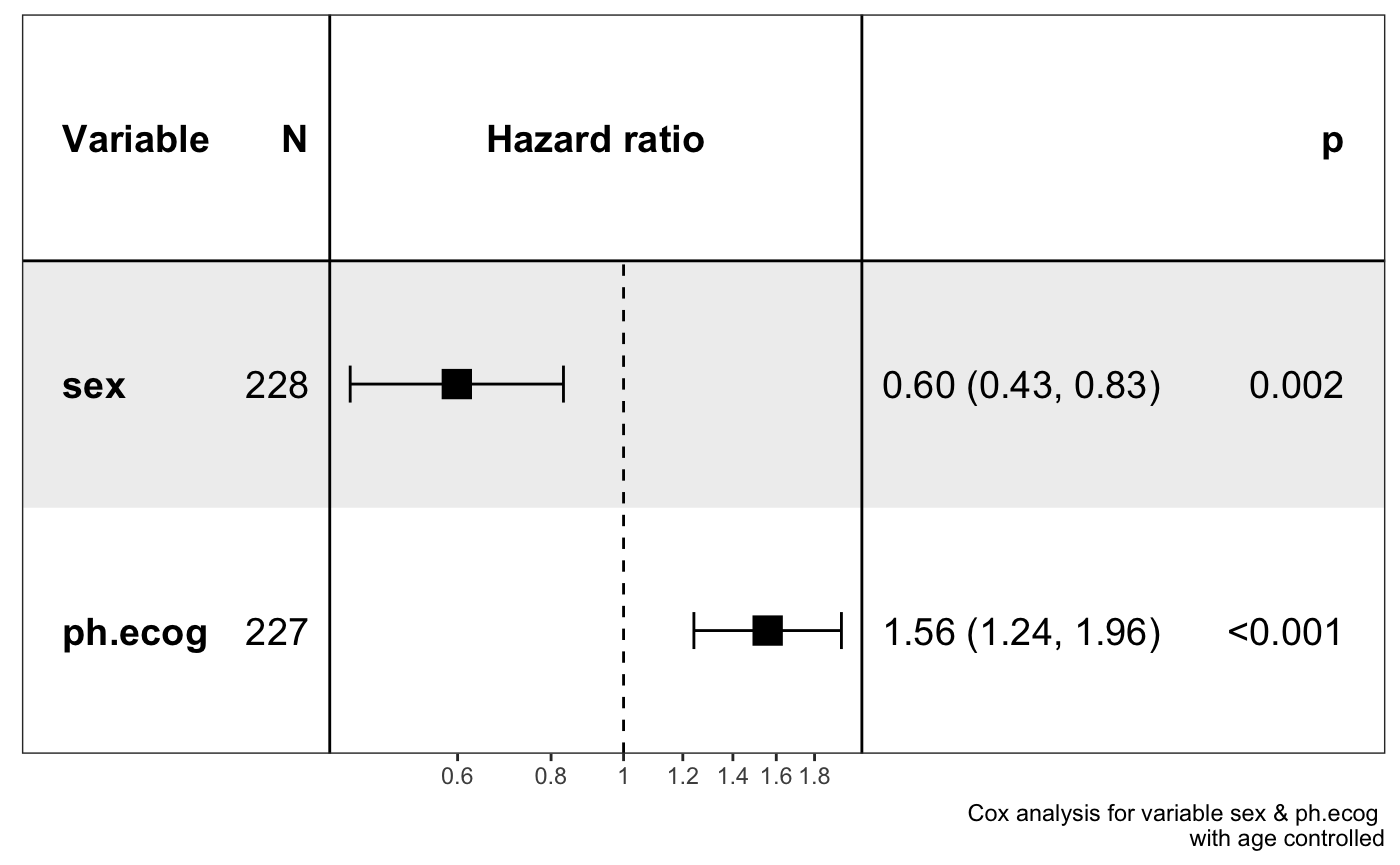 Variable N Hazard ratio p
sex 228 0.60 (0.43, 0.83) 0.002
ph.ecog 227 1.56 (1.24, 1.96) <0.001
0.6 0.8 1 1.2 1.4 1.6 1.8
Cox analysis for variable sex & ph.ecog
with age controlled